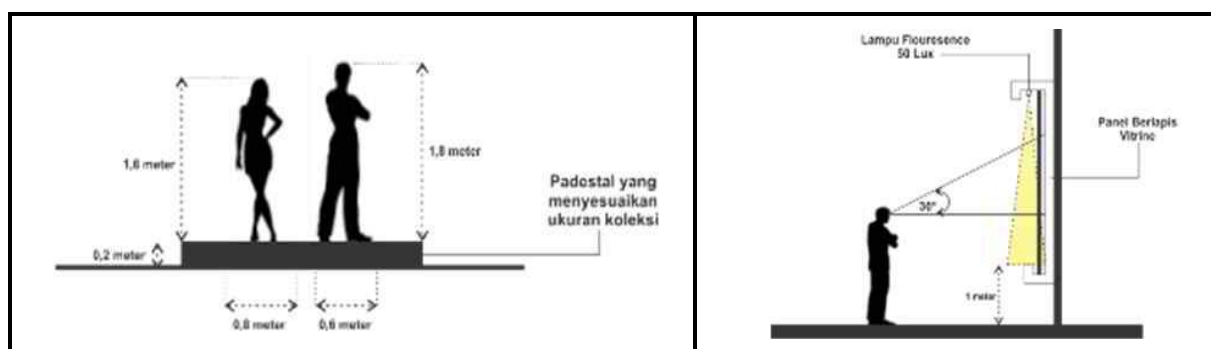 1,6 meter
1,8 meter
0,2 meter
0,8 meter
0,6 meter
Padestal yang
menyesuaikan
ukuran koleksi
Lampu Flouresence
50 Lux
Panel Berlapis
Vitrine
30°
1 meter